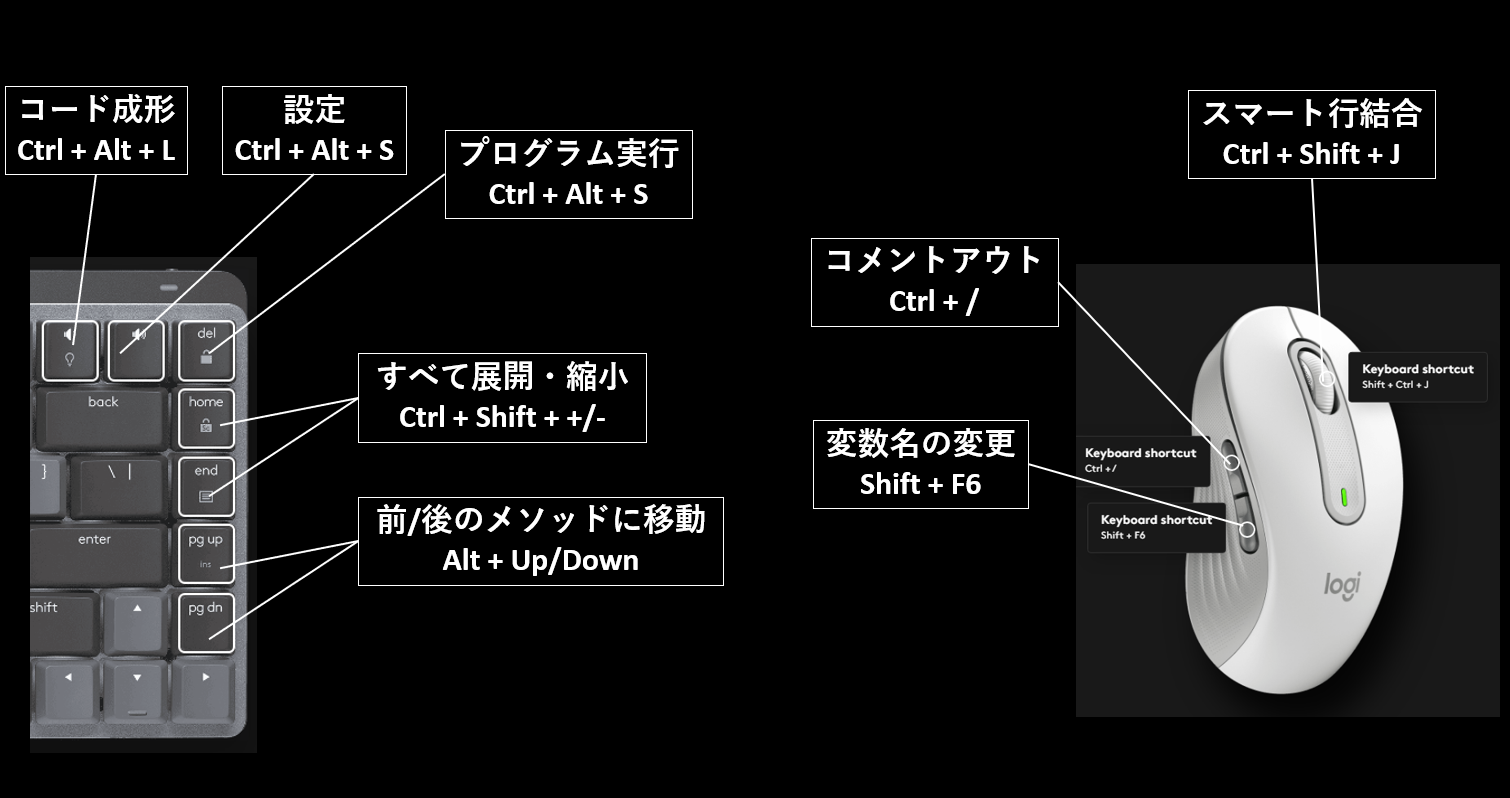 コード成形
Ctrl + Alt + L
設定
Ctrl + Alt + S
プログラム実行
Ctrl + Alt + S
すべて展開・縮小
Ctrl + Shift + +/-
前/後のメソッドに移動
Alt + Up/Down
del
back
home
}
\ |
end
enter
pg up
ins
shift
pg dn
スマート行結合
Ctrl + Shift + J
コメントアウト
Ctrl + /
変数名の変更
Shift + F6
Keyboard shortcut
Shift + Ctrl + J
Keyboard shortcut
Ctrl + /
Keyboard shortcut
Shift + F6
logi